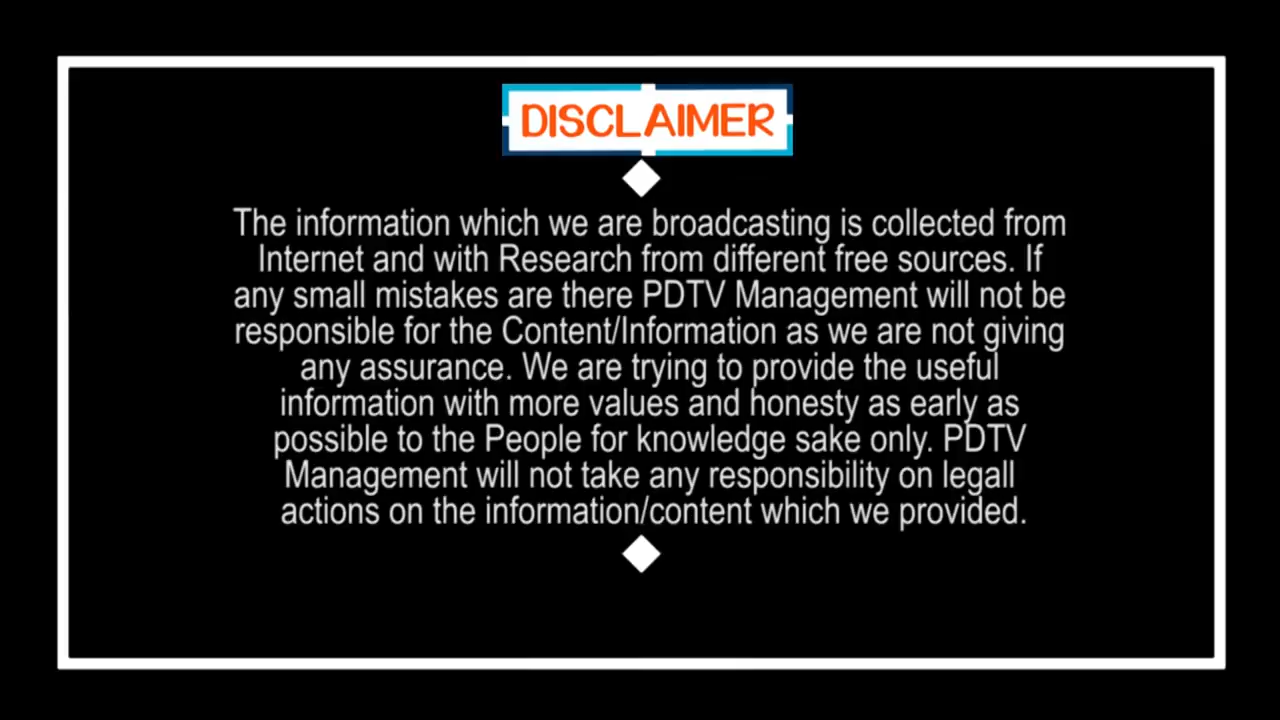 DISCLAIMER
The information which we are broadcasting is collected from
Internet and with Research from different free sources. If
any small mistakes are there PDTV Management will not be
responsible for the Content/Information as we are not giving
any assurance. We are trying to provide the useful
information with more values and honesty as early as
possible to the People for knowledge sake only. PDTV
Management will not take any responsibility on legall
actions on the information/content which we provided.